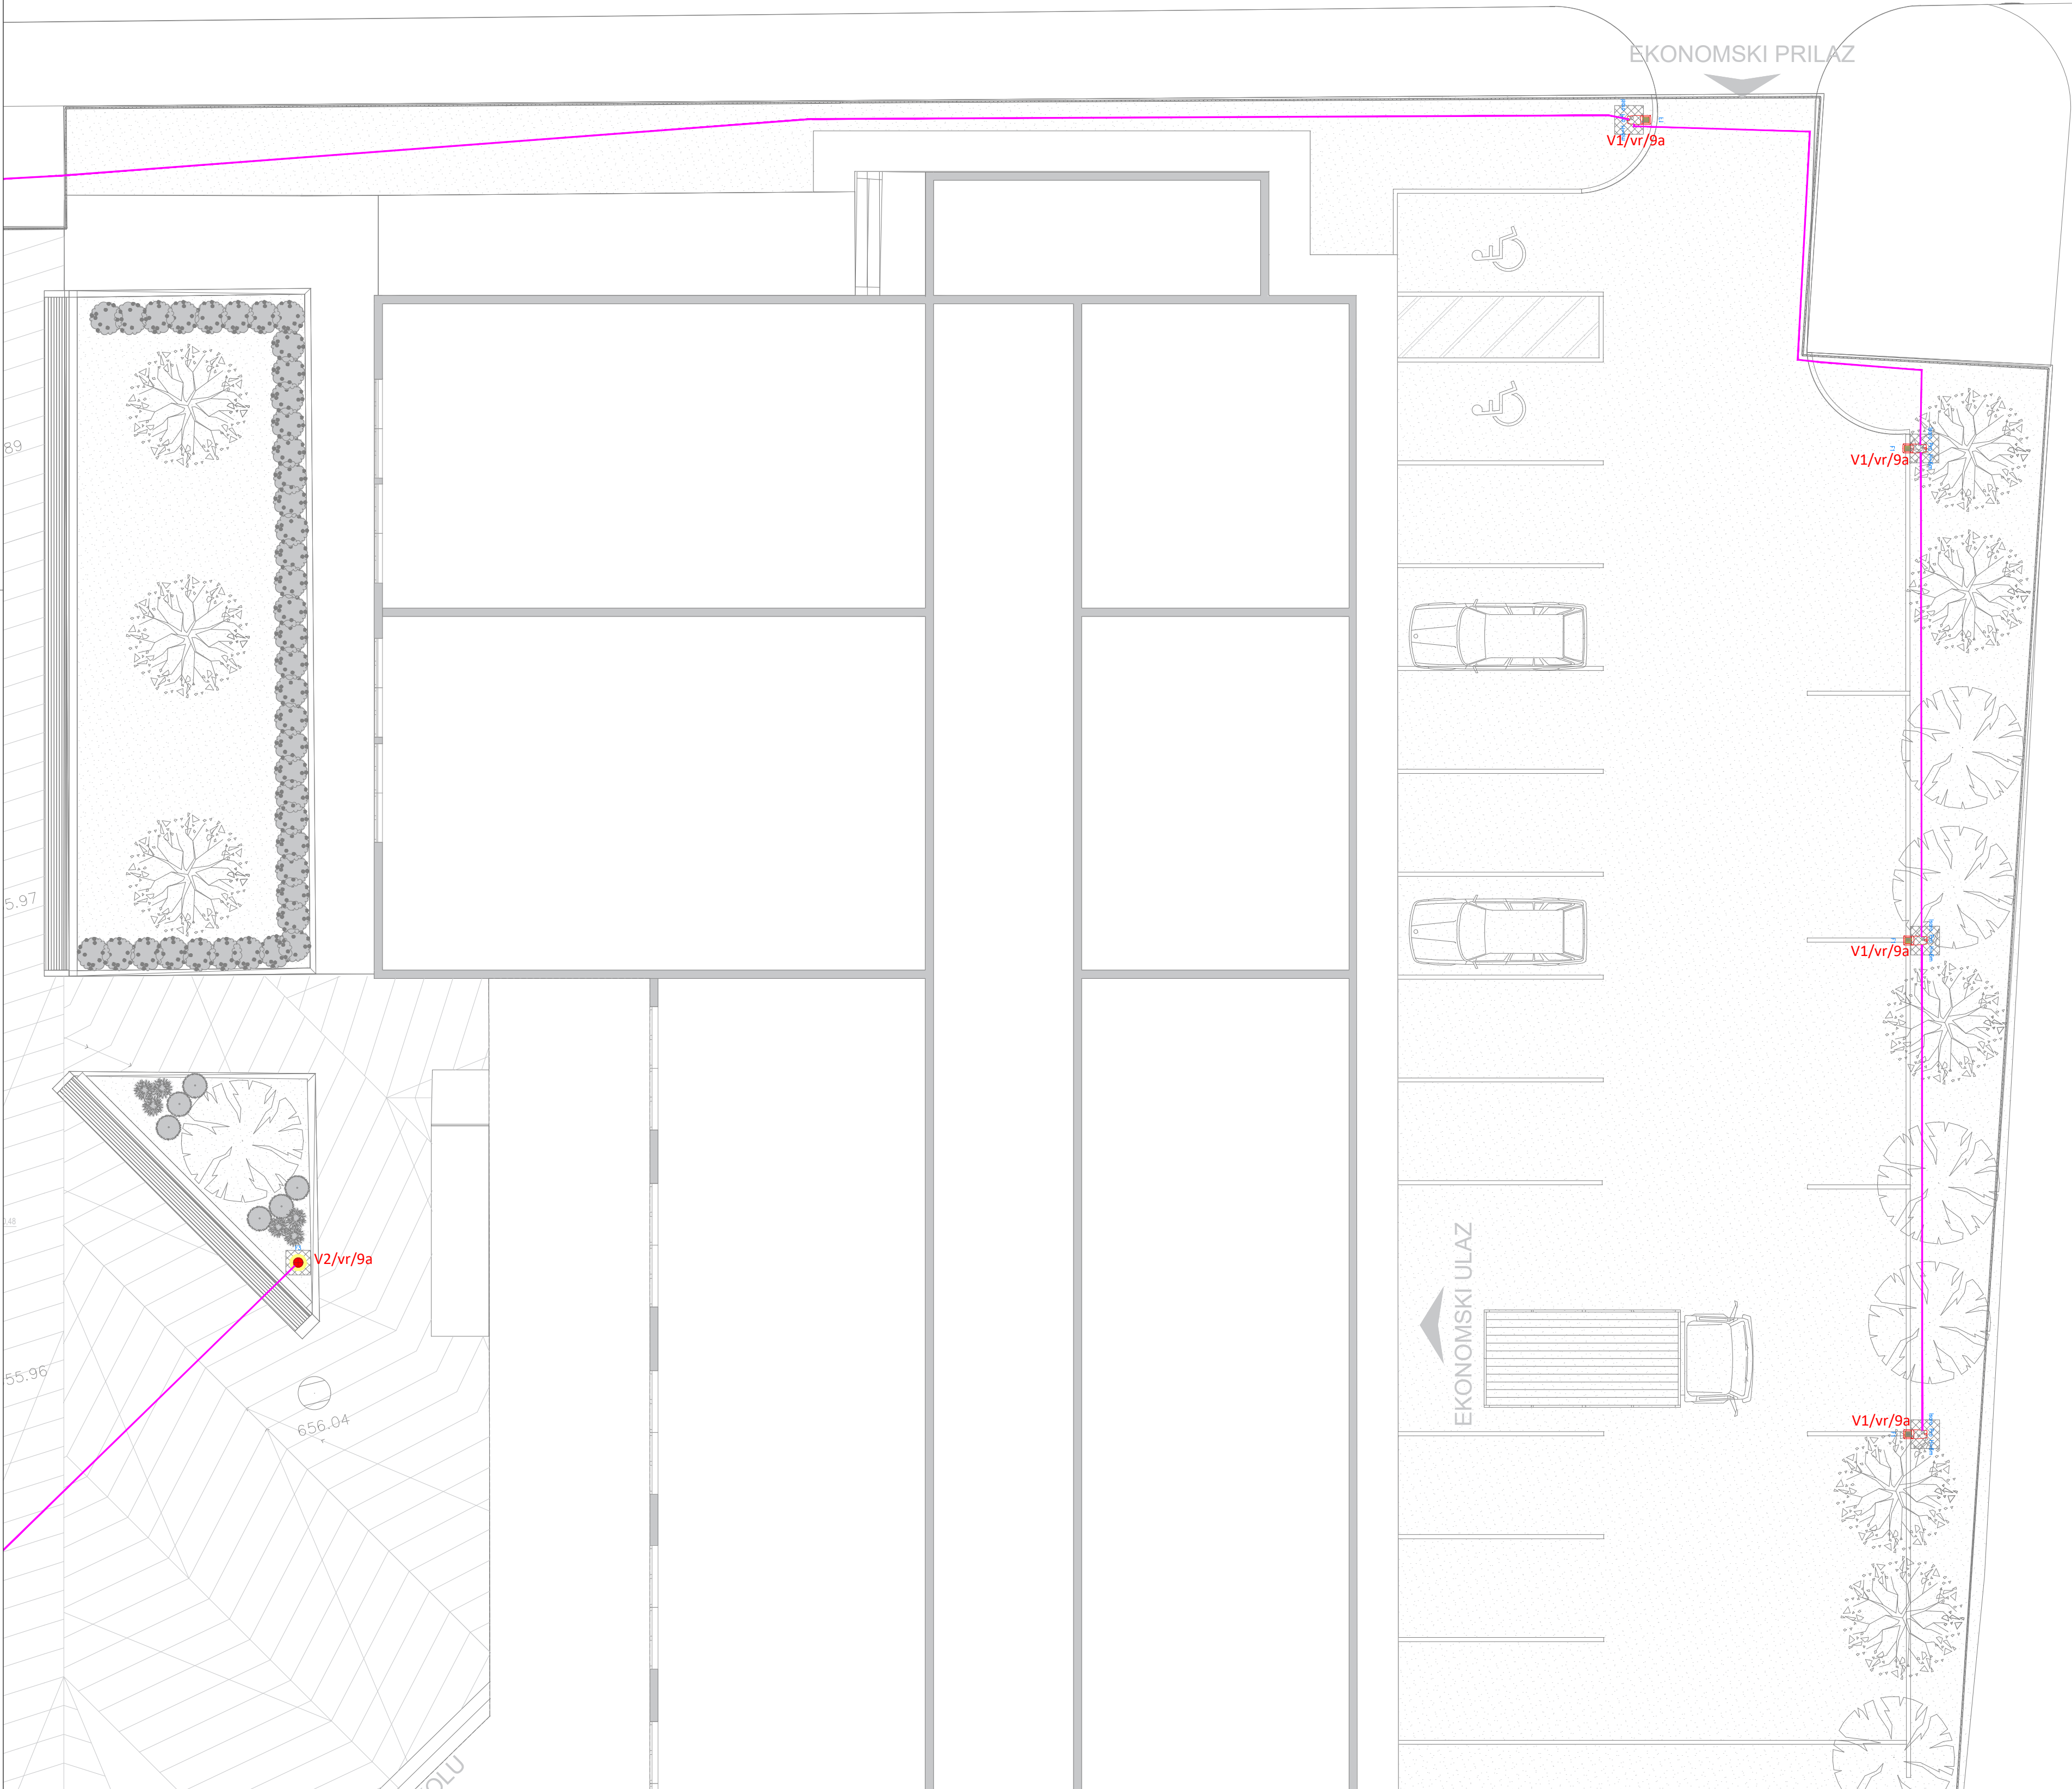 EKONOMSKI PRILAZ
V1/vr/9a
89
V1/vr/9a
5.97
V1/vr/9a
V2/vr/9a
55.96
656.04
EKONOMSKI ULAZ
V1/vr/9a
OLU